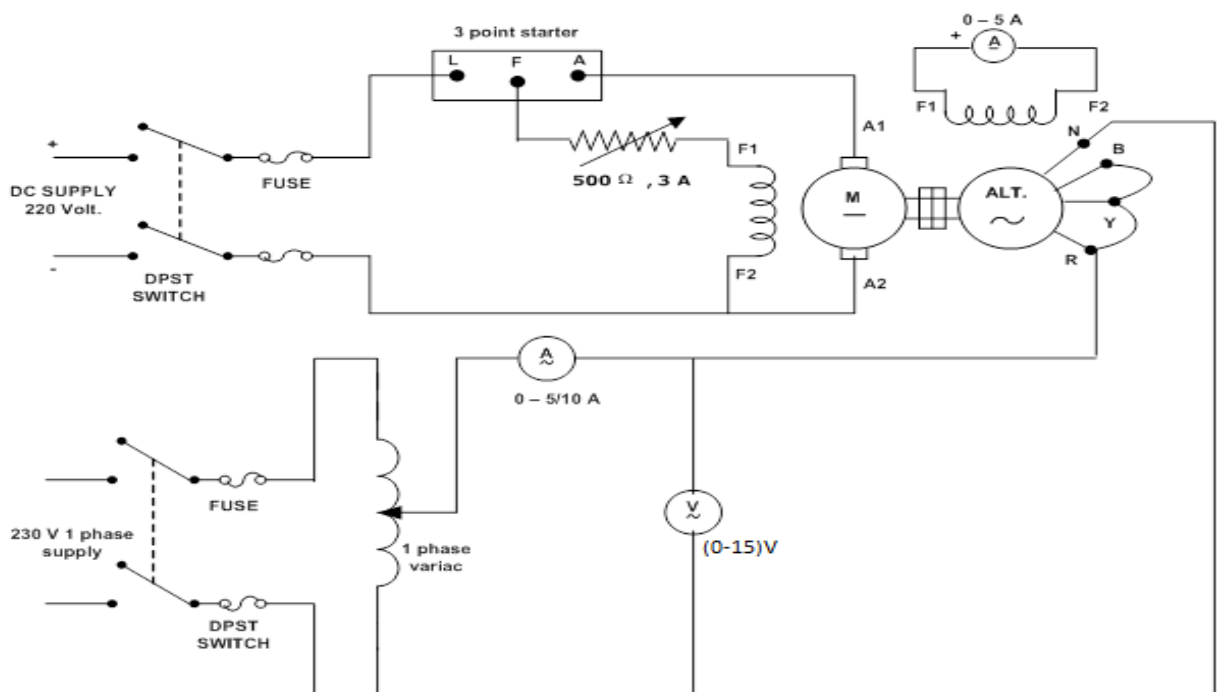 0 – 5 A
+
A
3 point starter
L
F
A
F1
F2
N
B
A1
+
FUSE
500 Ω , 3 A
F1
DC SUPPLY
220 Volt.
M
ALT.
Y
-
DPST
SWITCH
F2
A2
R
A
0 – 5/10 A
FUSE
V
230 V 1 phase
supply
1 phase
variac
(0-15)V
DPST
SWITCH